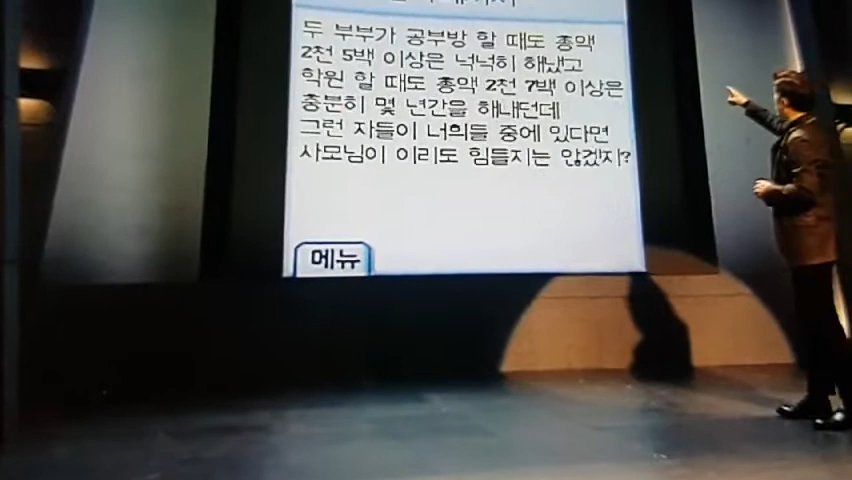 두 부부가 공부방 할 때도 총액
2천 5백 이상은 넉넉히 해냈고
학원 할 때도 총액 2천 7백 이상은
충분히 몇 년간을 해내던데
그런 자들이 너희들 중에 있다면
사모님이 이리도 힘들지는 않겠지?
메뉴